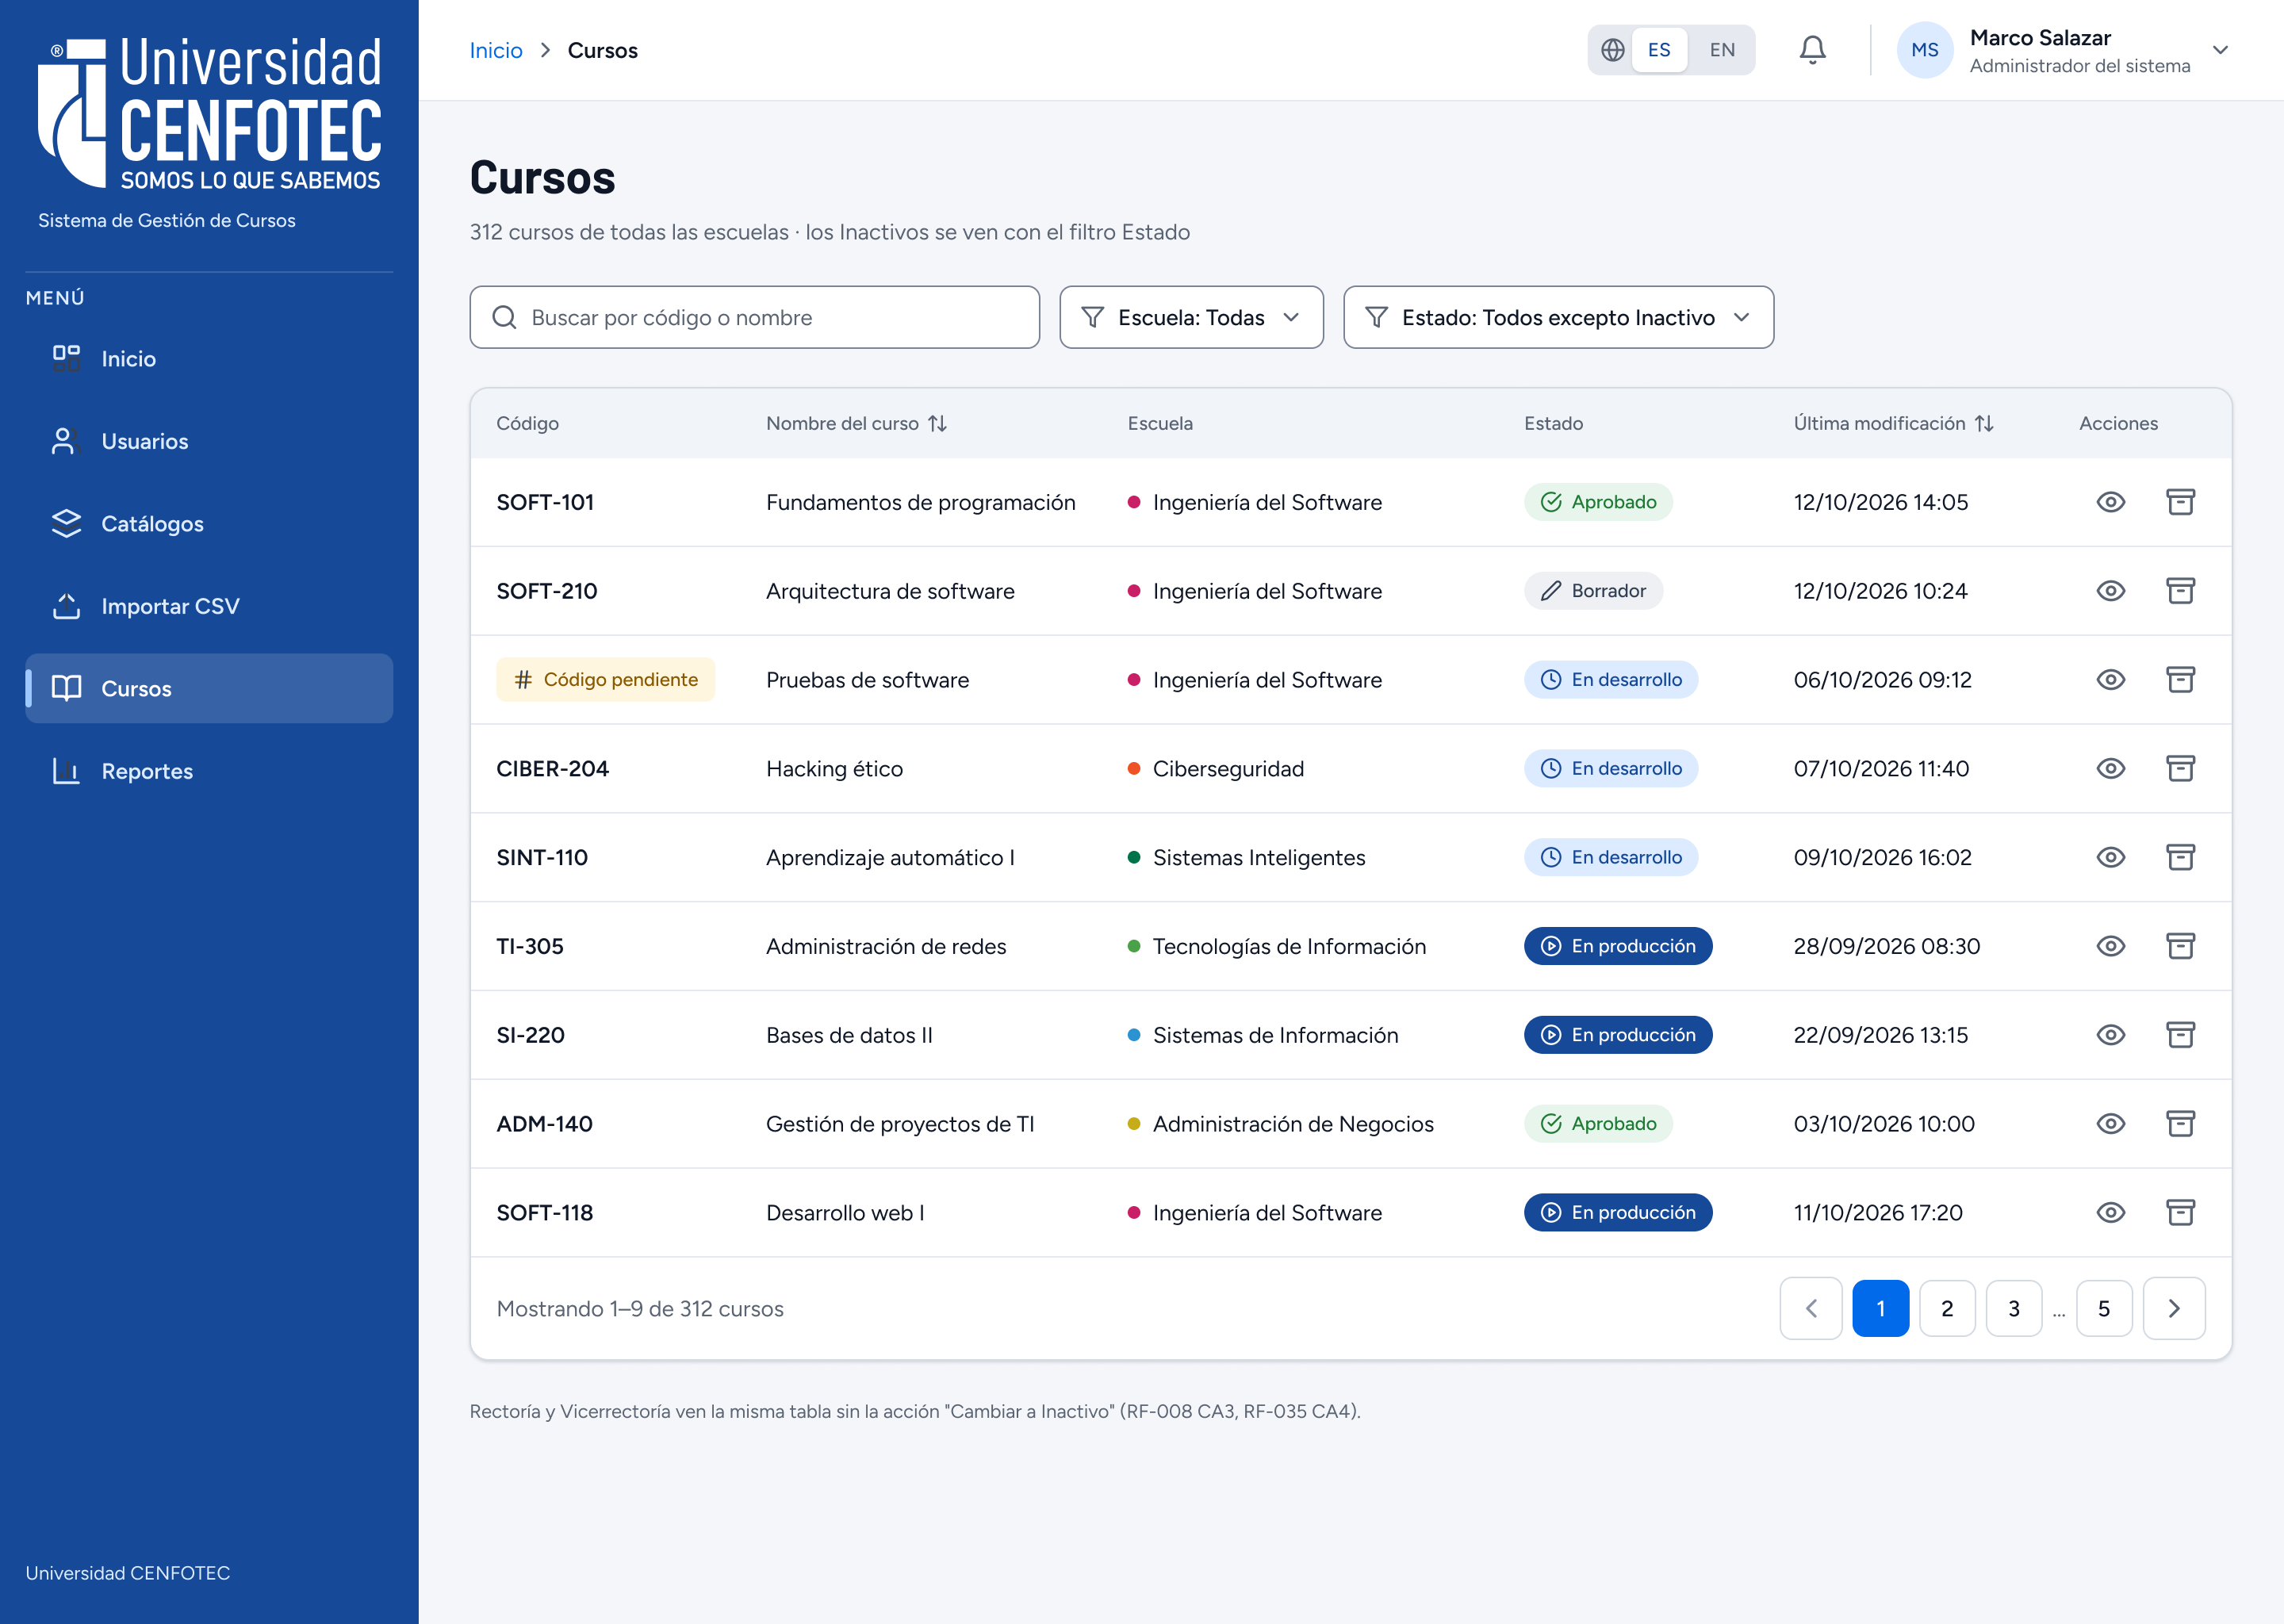 ® Universidad
CENFOTEC
SOMOS LO QUE SABEMOS
Sistema de Gestión de Cursos
MENÚ
Inicio
Usuarios
Catálogos
Importar CSV
Cursos
Reportes
Universidad CENFOTEC
Inicio > Cursos
ES EN
MS
Marco Salazar
Administrador del sistema
Cursos
312 cursos de todas las escuelas · los Inactivos se ven con el filtro Estado
Buscar por código o nombre
Escuela: Todas
Estado: Todos excepto Inactivo
Código Nombre del curso Escuela Estado Última modificación Acciones
SOFT-101 Fundamentos de programación Ingeniería del Software Aprobado 12/10/2026 14:05
SOFT-210 Arquitectura de software Ingeniería del Software Borrador 12/10/2026 10:24
# Código pendiente Pruebas de software Ingeniería del Software En desarrollo 06/10/2026 09:12
CIBER-204 Hacking ético Ciberseguridad En desarrollo 07/10/2026 11:40
SINT-110 Aprendizaje automático I Sistemas Inteligentes En desarrollo 09/10/2026 16:02
TI-305 Administración de redes Tecnologías de Información En producción 28/09/2026 08:30
SI-220 Bases de datos II Sistemas de Información En producción 22/09/2026 13:15
ADM-140 Gestión de proyectos de TI Administración de Negocios Aprobado 03/10/2026 10:00
SOFT-118 Desarrollo web I Ingeniería del Software En producción 11/10/2026 17:20
Mostrando 1–9 de 312 cursos
1 2 3 ... 5
Rectoría y Vicerrectoría ven la misma tabla sin la acción "Cambiar a Inactivo" (RF-008 CA3, RF-035 CA4).